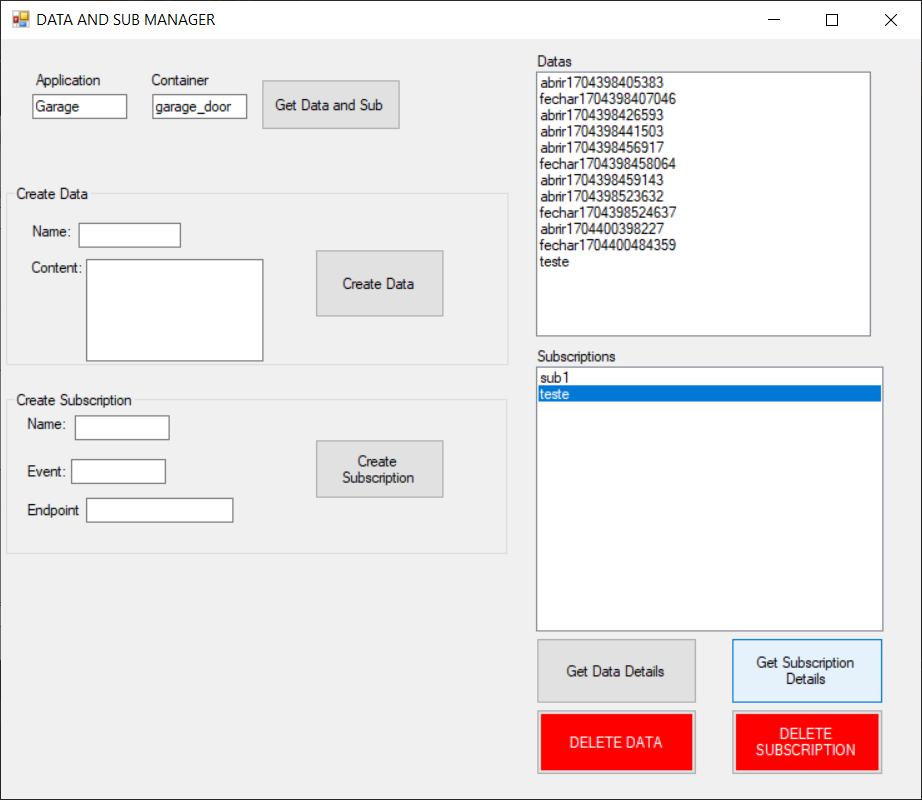 DATA AND SUB MANAGER
Application
Container
Garage
garage_door
Get Data and Sub
Create Data
Name:
Content:
Create Data
Create Subscription
Name:
Event:
Endpoint
Create
Subscription
Datas
abrir1704398405383
fechar1704398407046
abrir1704398426593
abrir1704398441503
abrir1704398456917
fechar1704398458064
abrir1704398459143
abrir1704398523632
fechar1704398524637
abrir1704400398227
fechar1704400484359
teste
Subscriptions
sub1
teste
Get Data Details
Get Subscription
Details
DELETE DATA
DELETE
SUBSCRIPTION